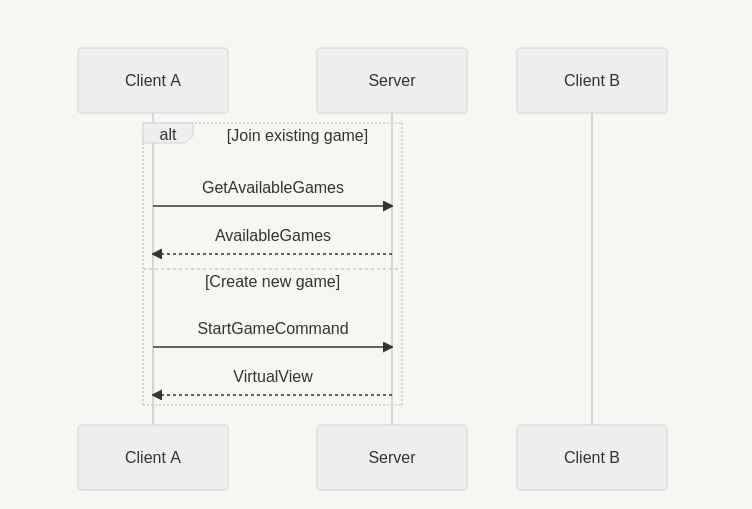 Client A
Server
Client B
alt
[Join existing game]
GetAvailableGames
AvailableGames
[Create new game]
StartGameCommand
VirtualView
Client A
Server
Client B